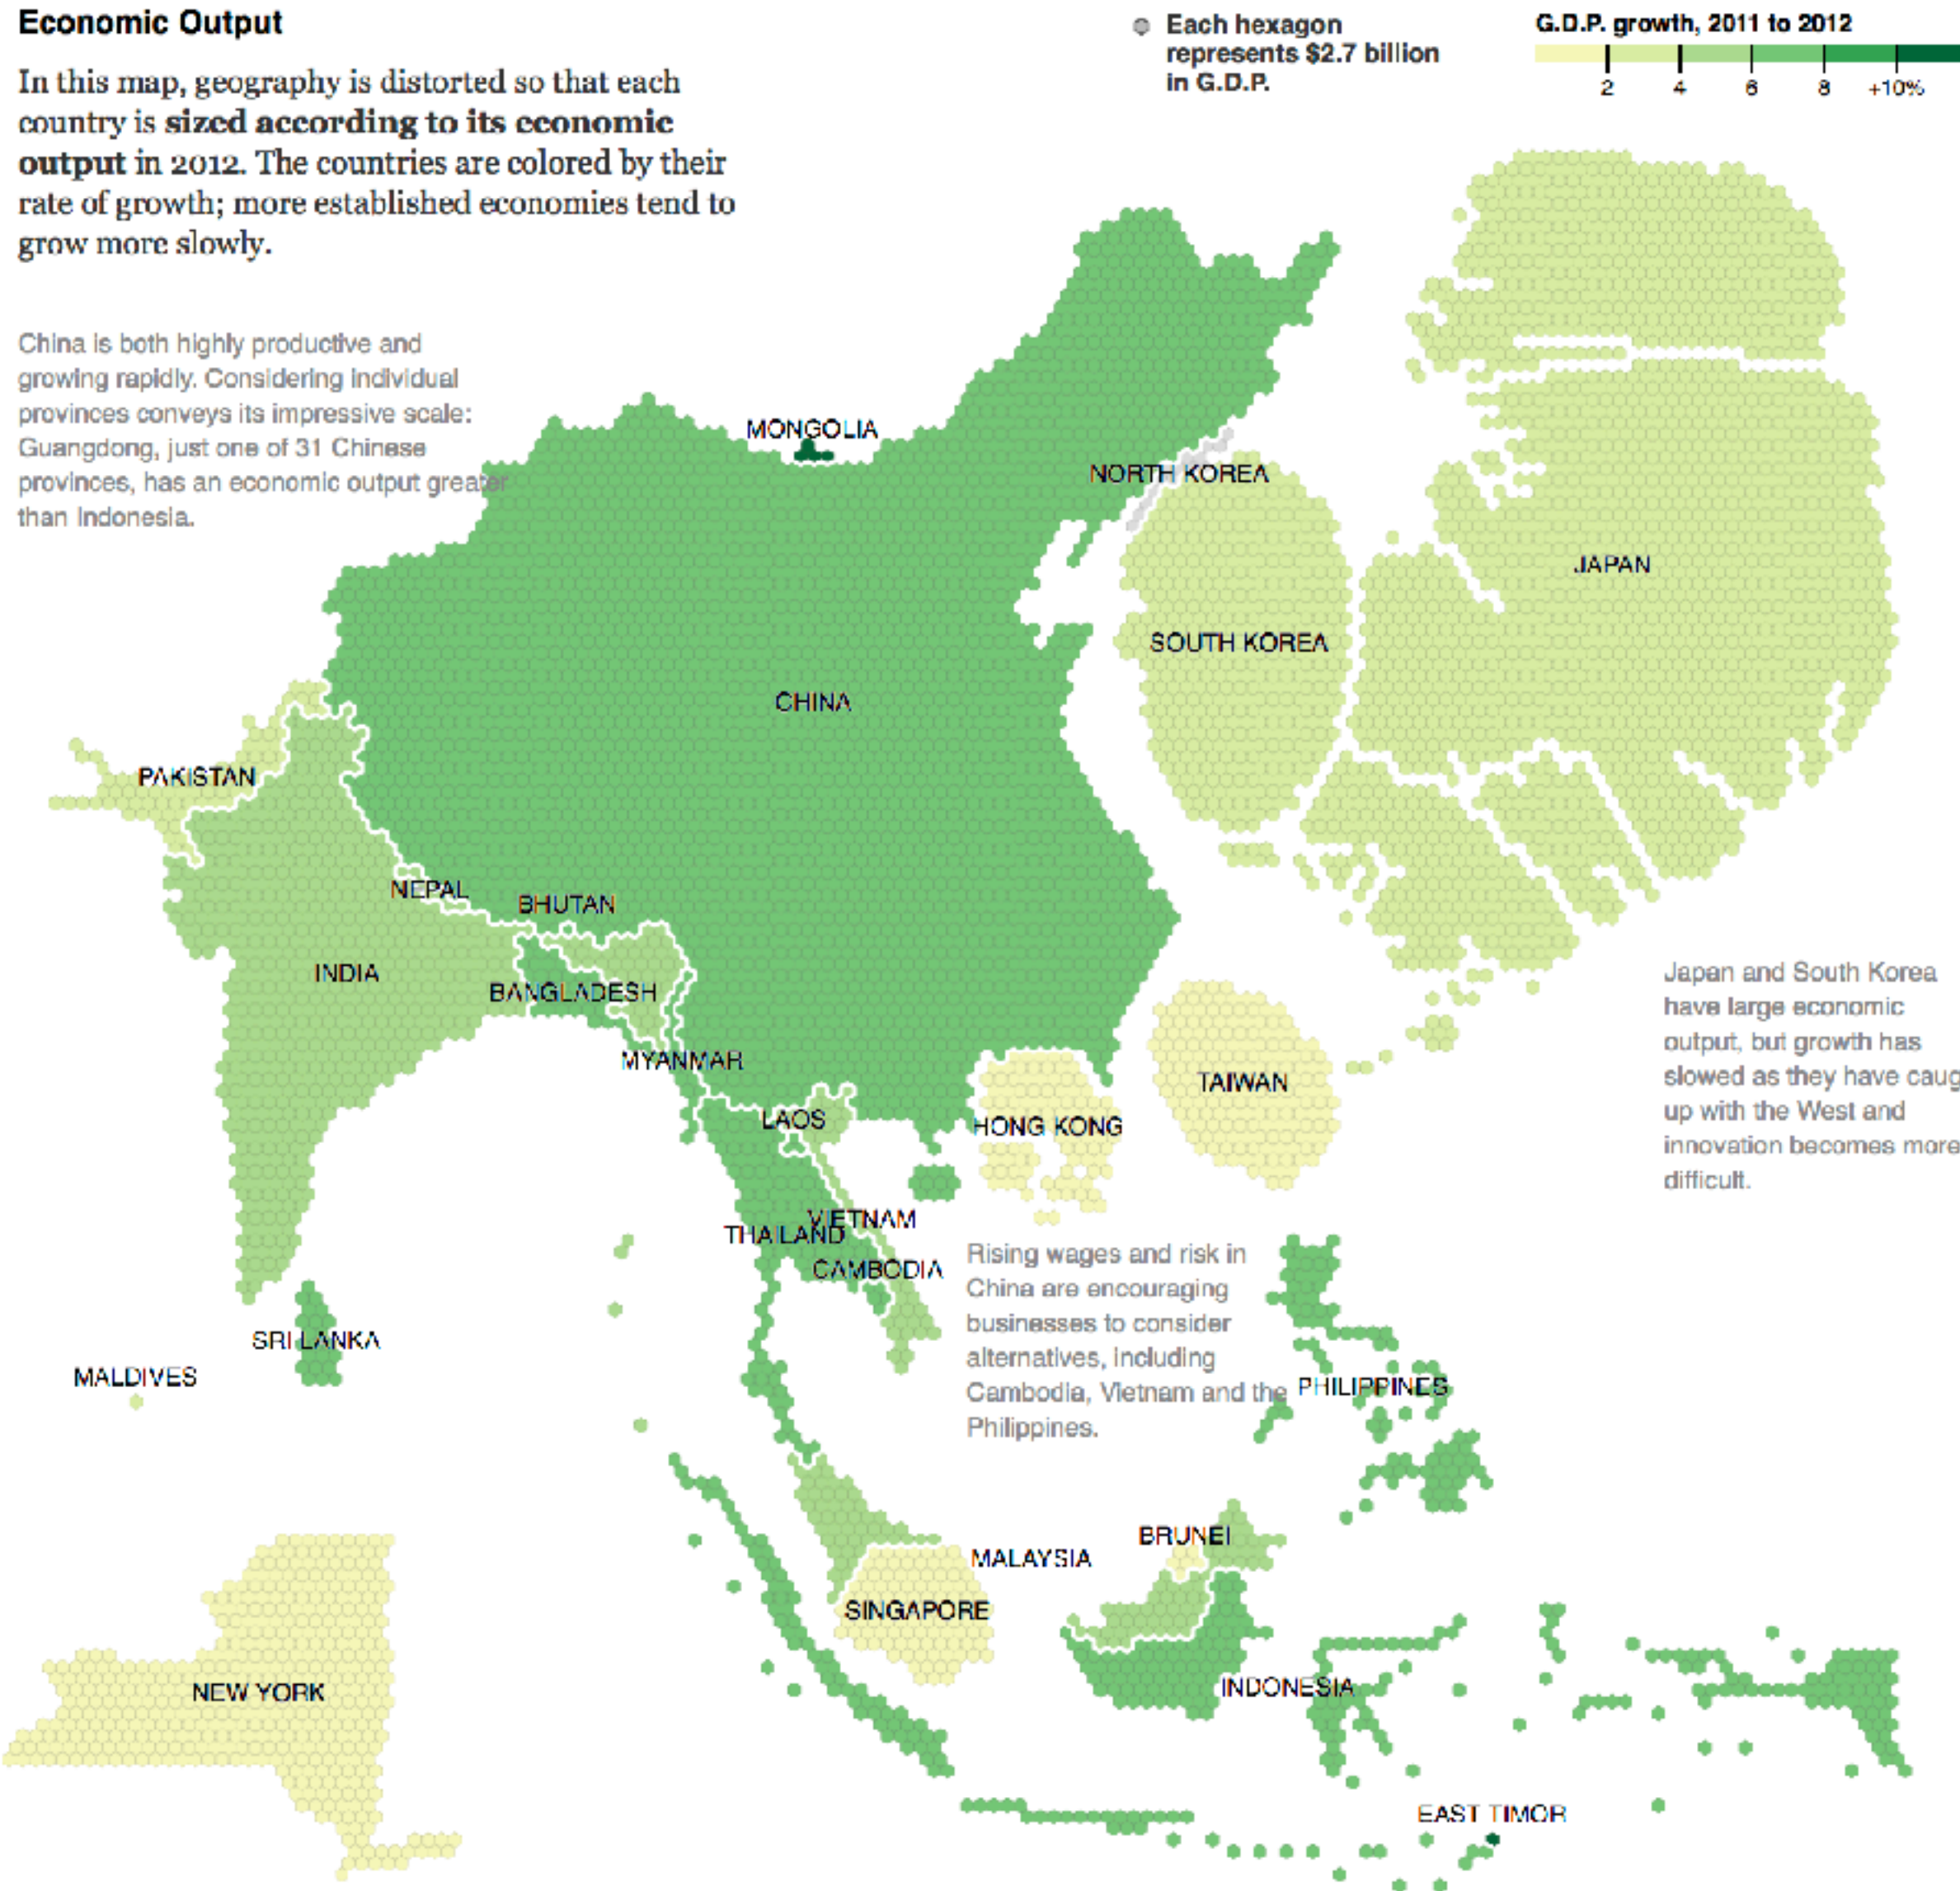 Economic Output
In this map, geography is distorted so that each
country is sized according to its economic
output in 2012. The countries are colored by their
rate of growth; more established economies tend to
grow more slowly.
Each hexagon
represents $2.7 billion
in G.D.P.
G.D.P. growth, 2011 to 2012
2 4 6 8 +10%
China is both highly productive and
growing rapidly. Considering individual
provinces conveys its impressive scale:
Guangdong, just one of 31 Chinese
provinces, has an economic output greater
than Indonesia.
MONGOLIA
NORTH KOREA
JAPAN
SOUTH KOREA
CHINA
PAKISTAN
NEPAL
BHUTAN
INDIA
BANGLADESH
MYANMAR
TAIWAN
LAOS
HONG KONG
Japan and South Korea
have large economic
output, but growth has
slowed as they have caug
up with the West and
innovation becomes more
difficult.
VIETNAM
THAILAND
CAMBODIA
Rising wages and risk in
China are encouraging
businesses to consider
alternatives, including
Cambodia, Vietnam and the
Philippines.
SRI LANKA
MALDIVES
PHILIPPINES
BRUNEI
MALAYSIA
SINGAPORE
INDONESIA
NEW YORK
EAST TIMOR